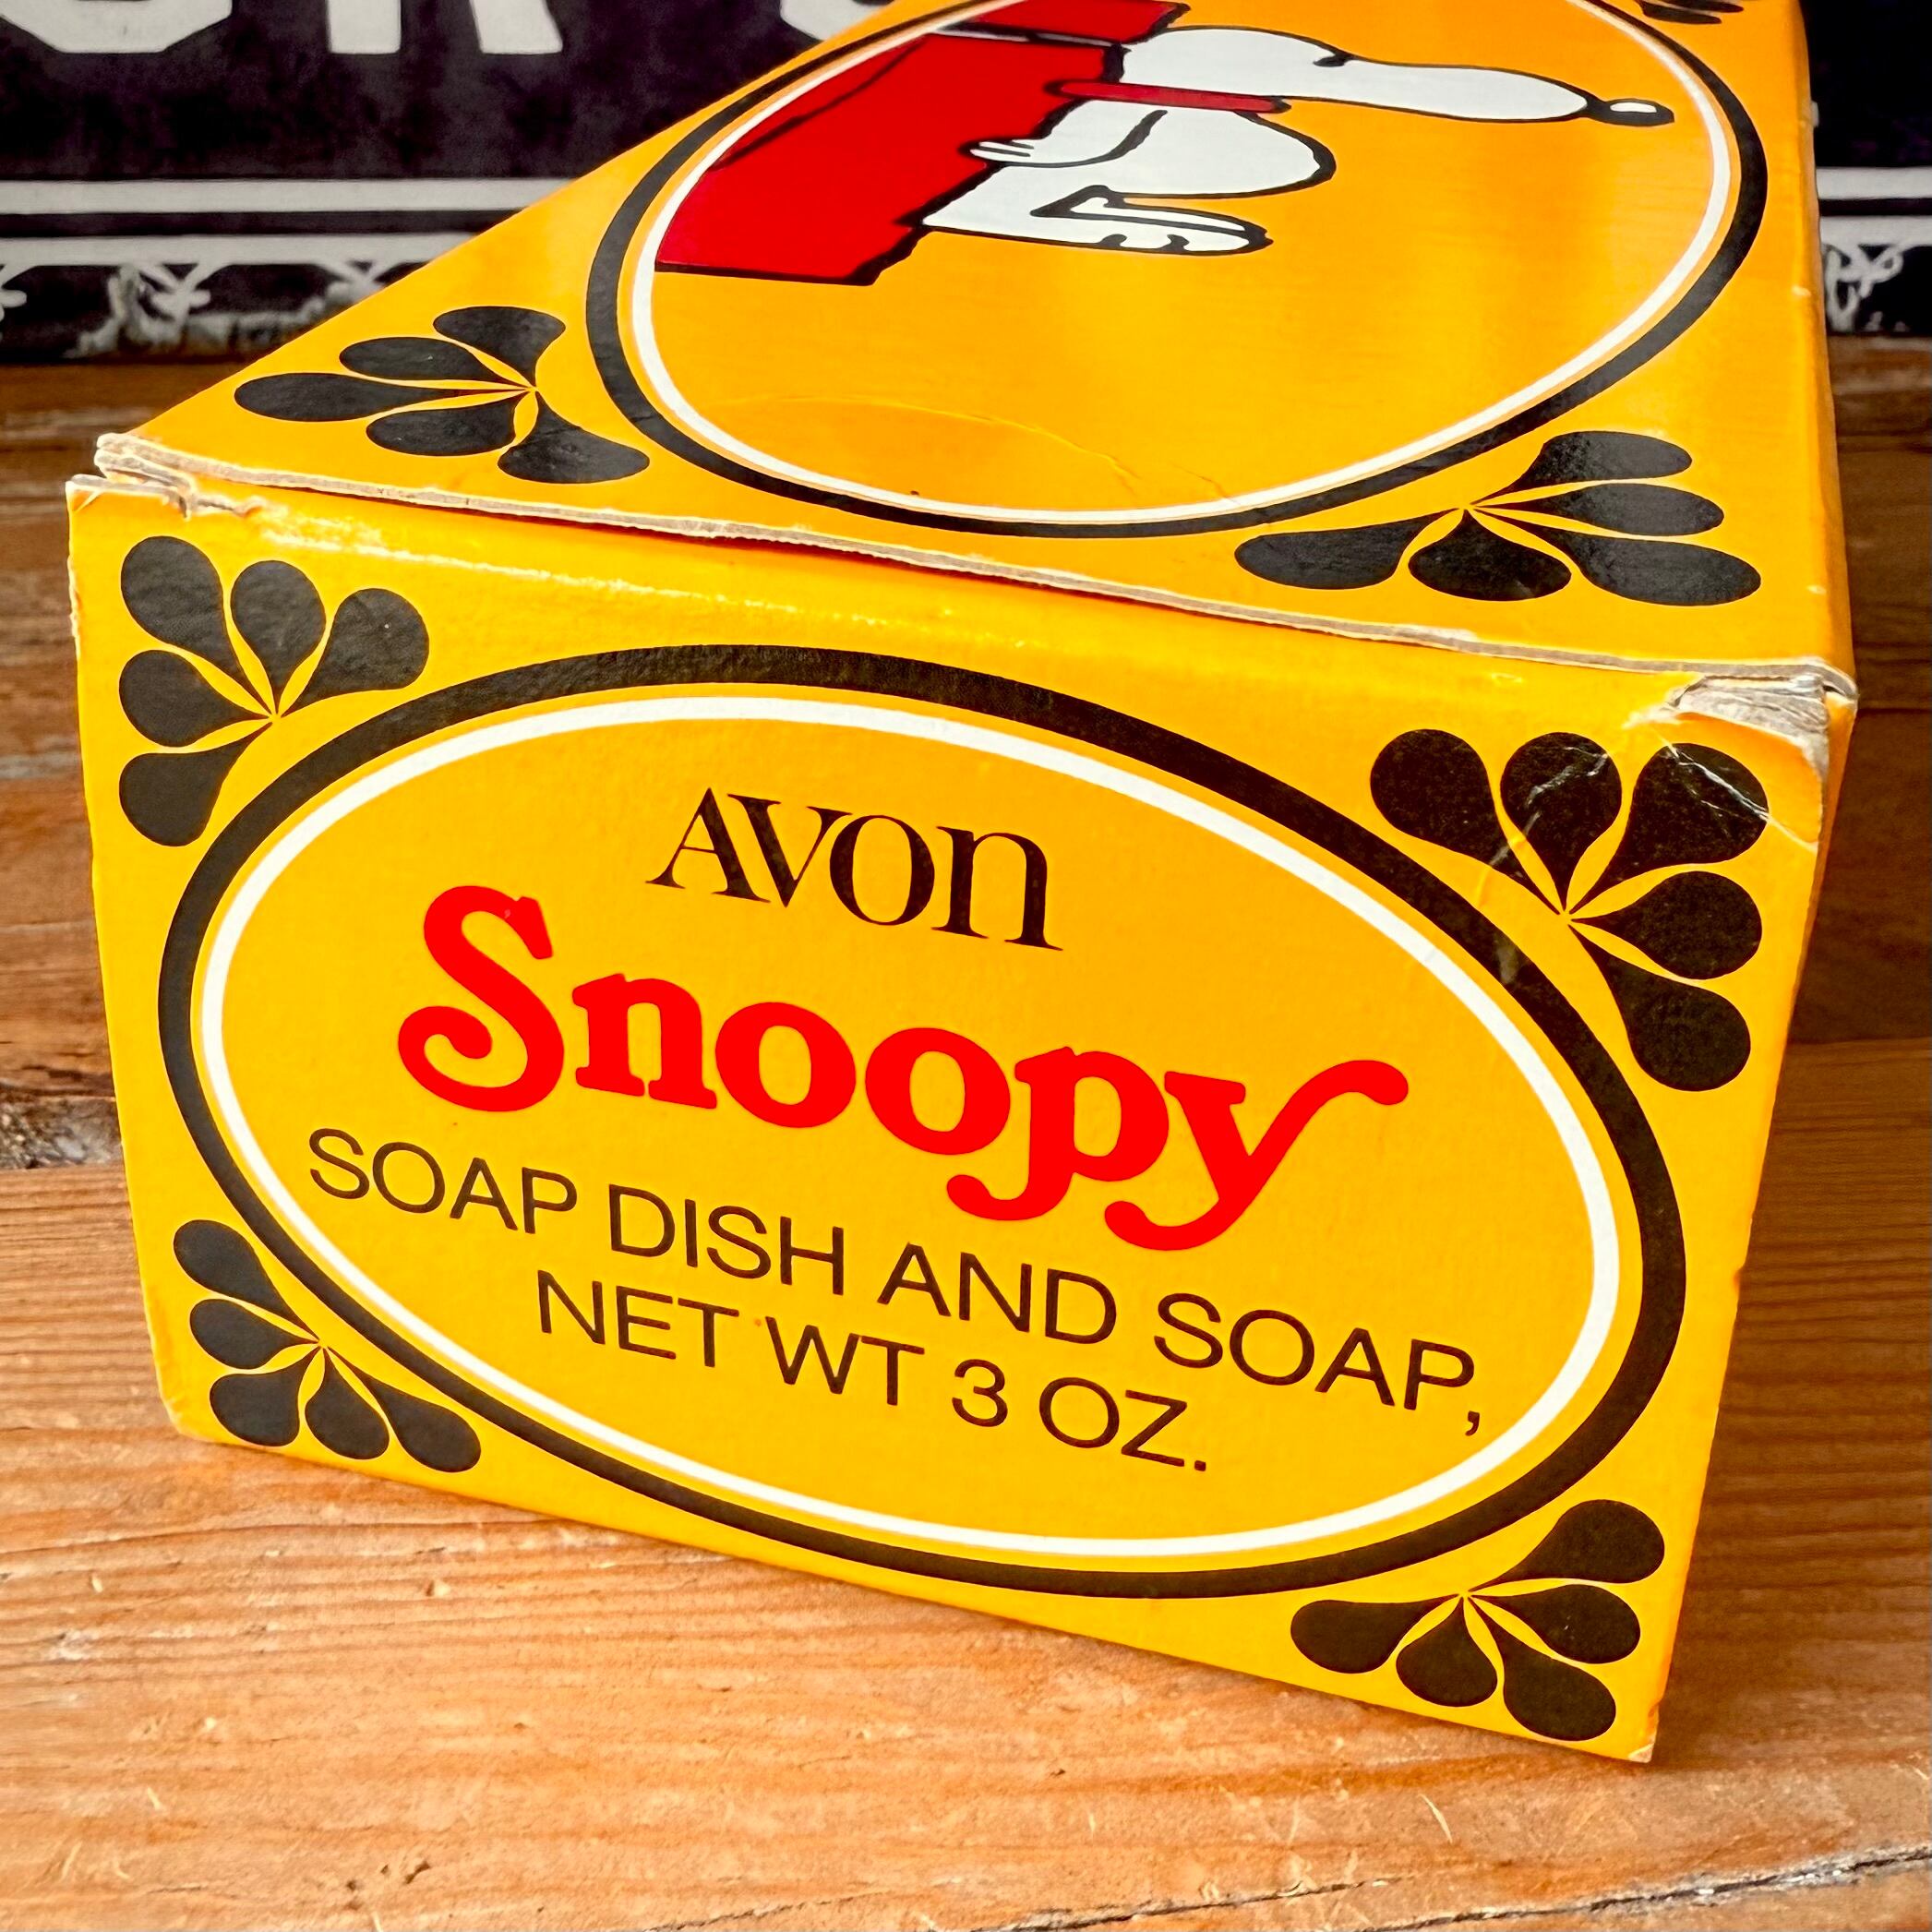 AVON
Snoopy
SOAP DISH AND SOAP,
NET WT 3 OZ.